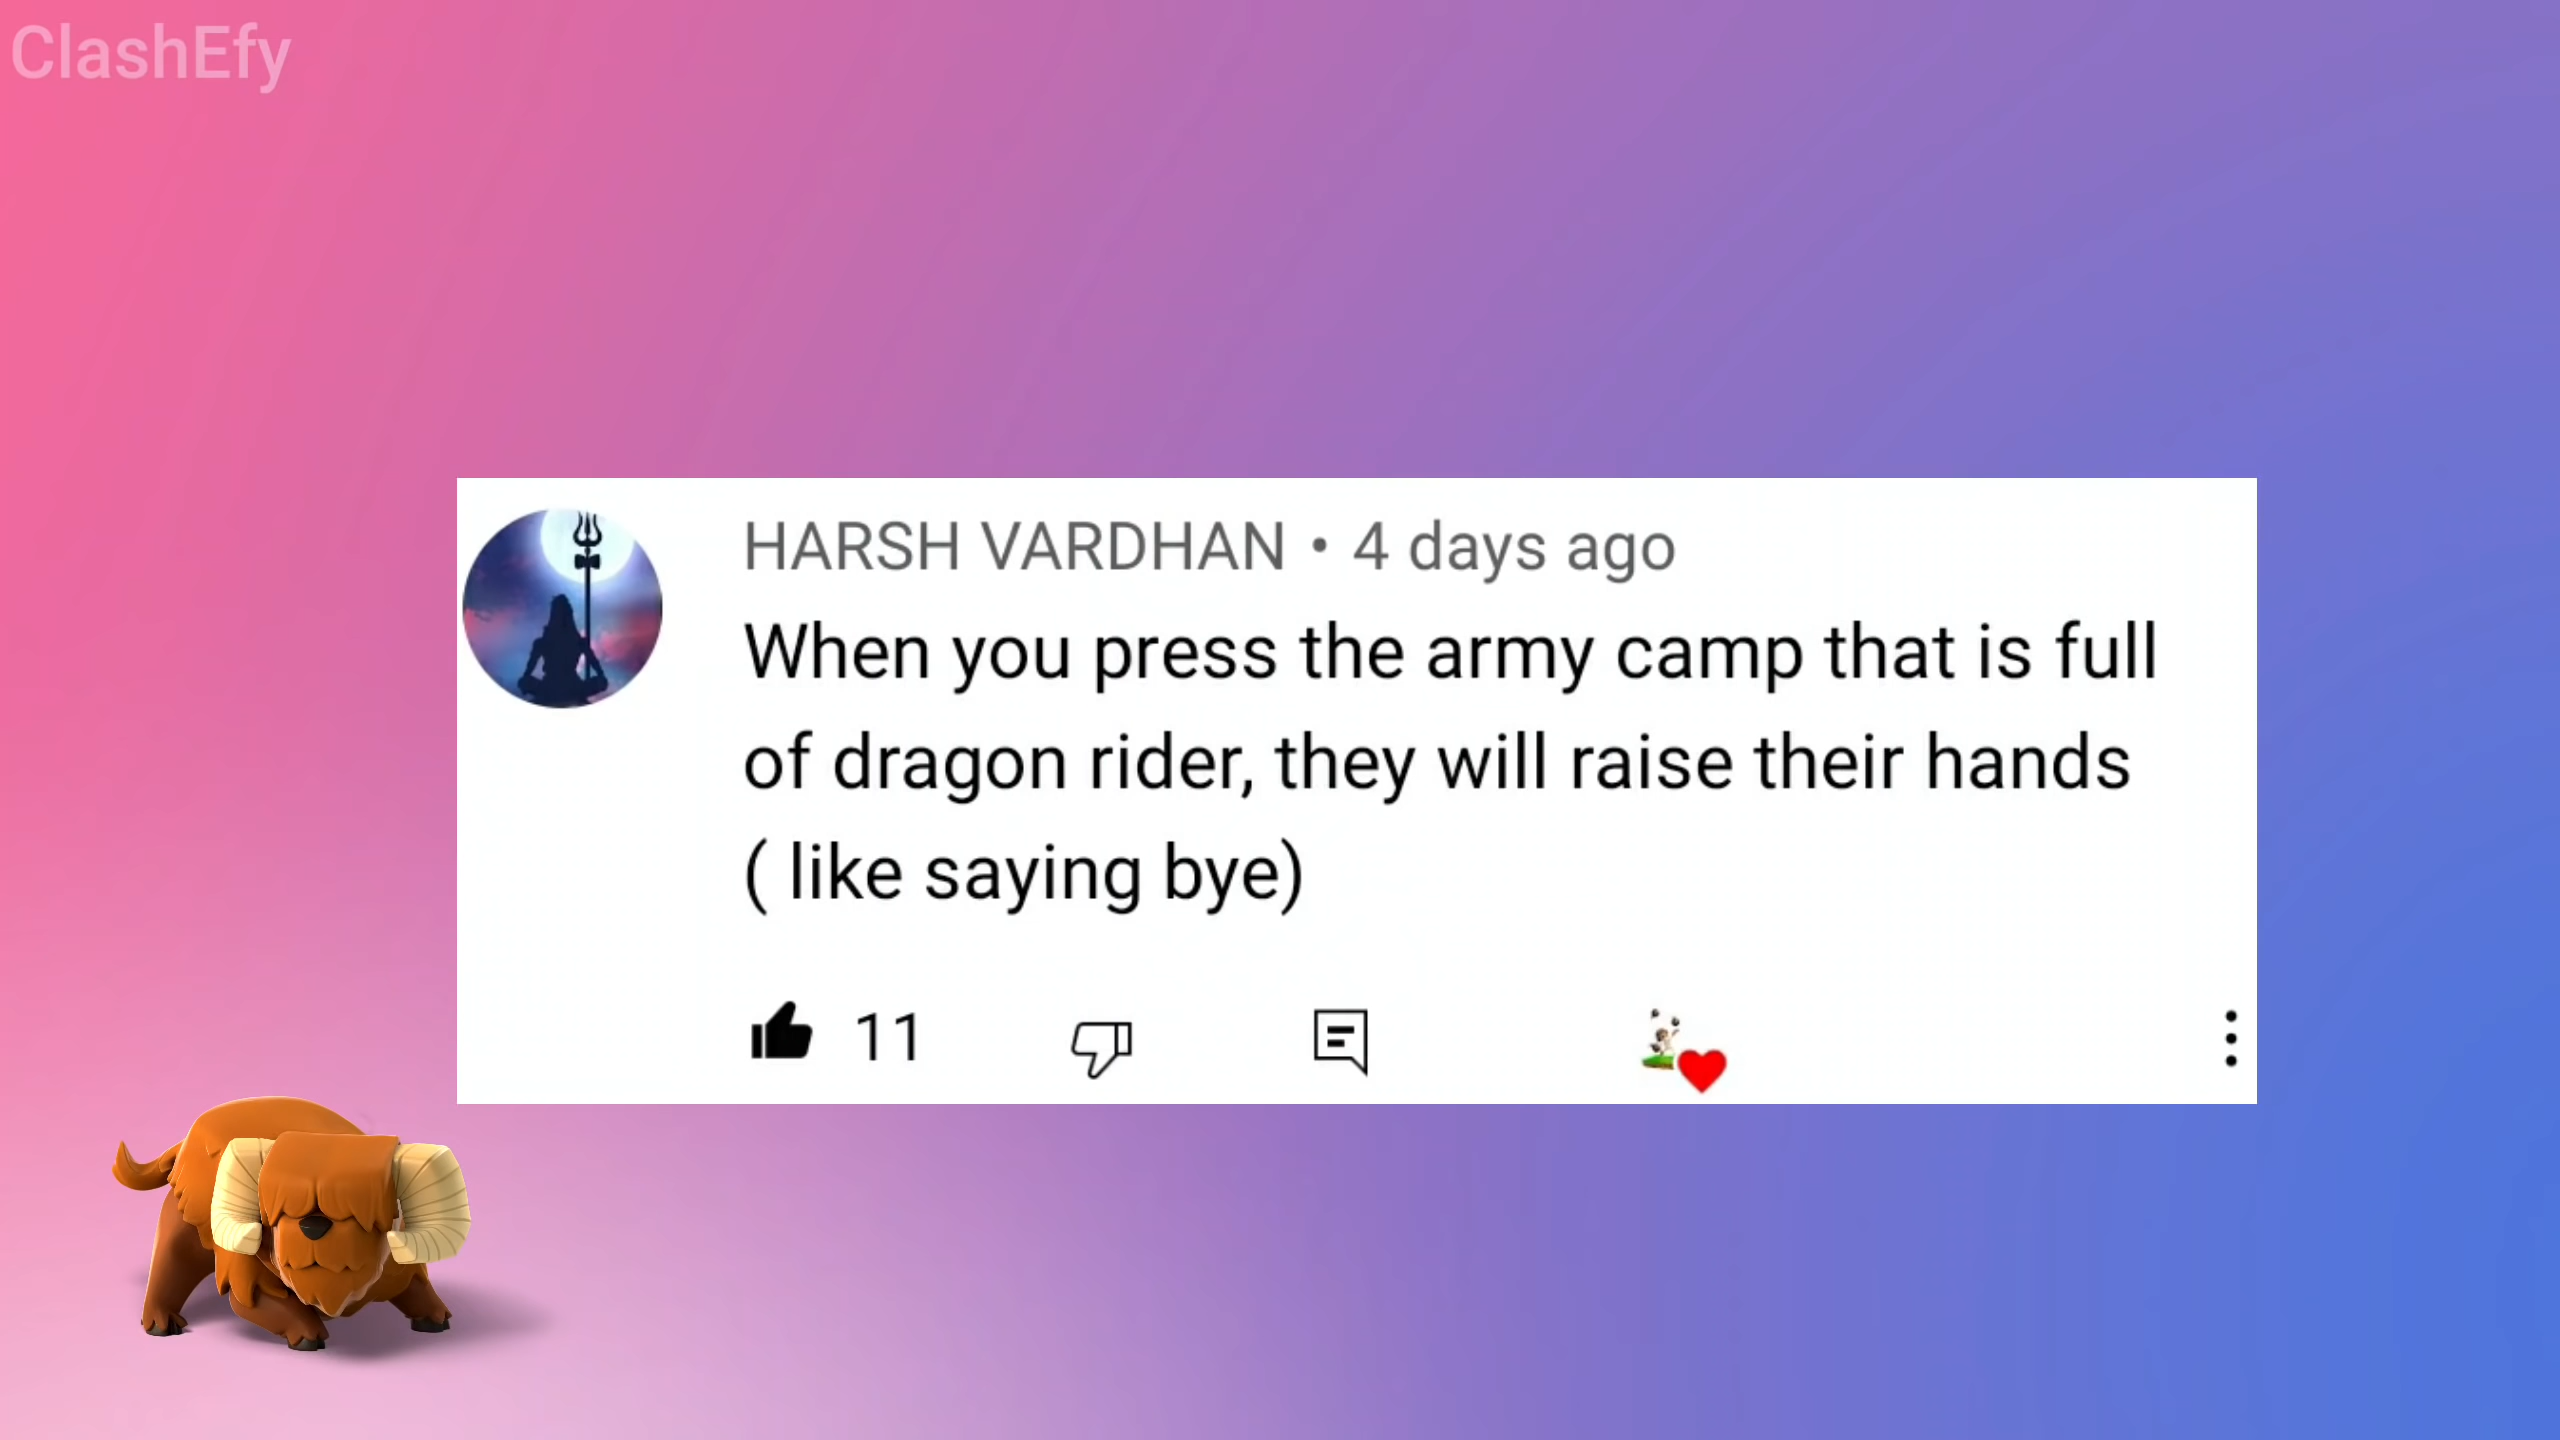 ClashEfy
HARSH VARDHAN • 4 days ago
When you press the army camp that is full
of dragon rider, they will raise their hands
( like saying bye)
11